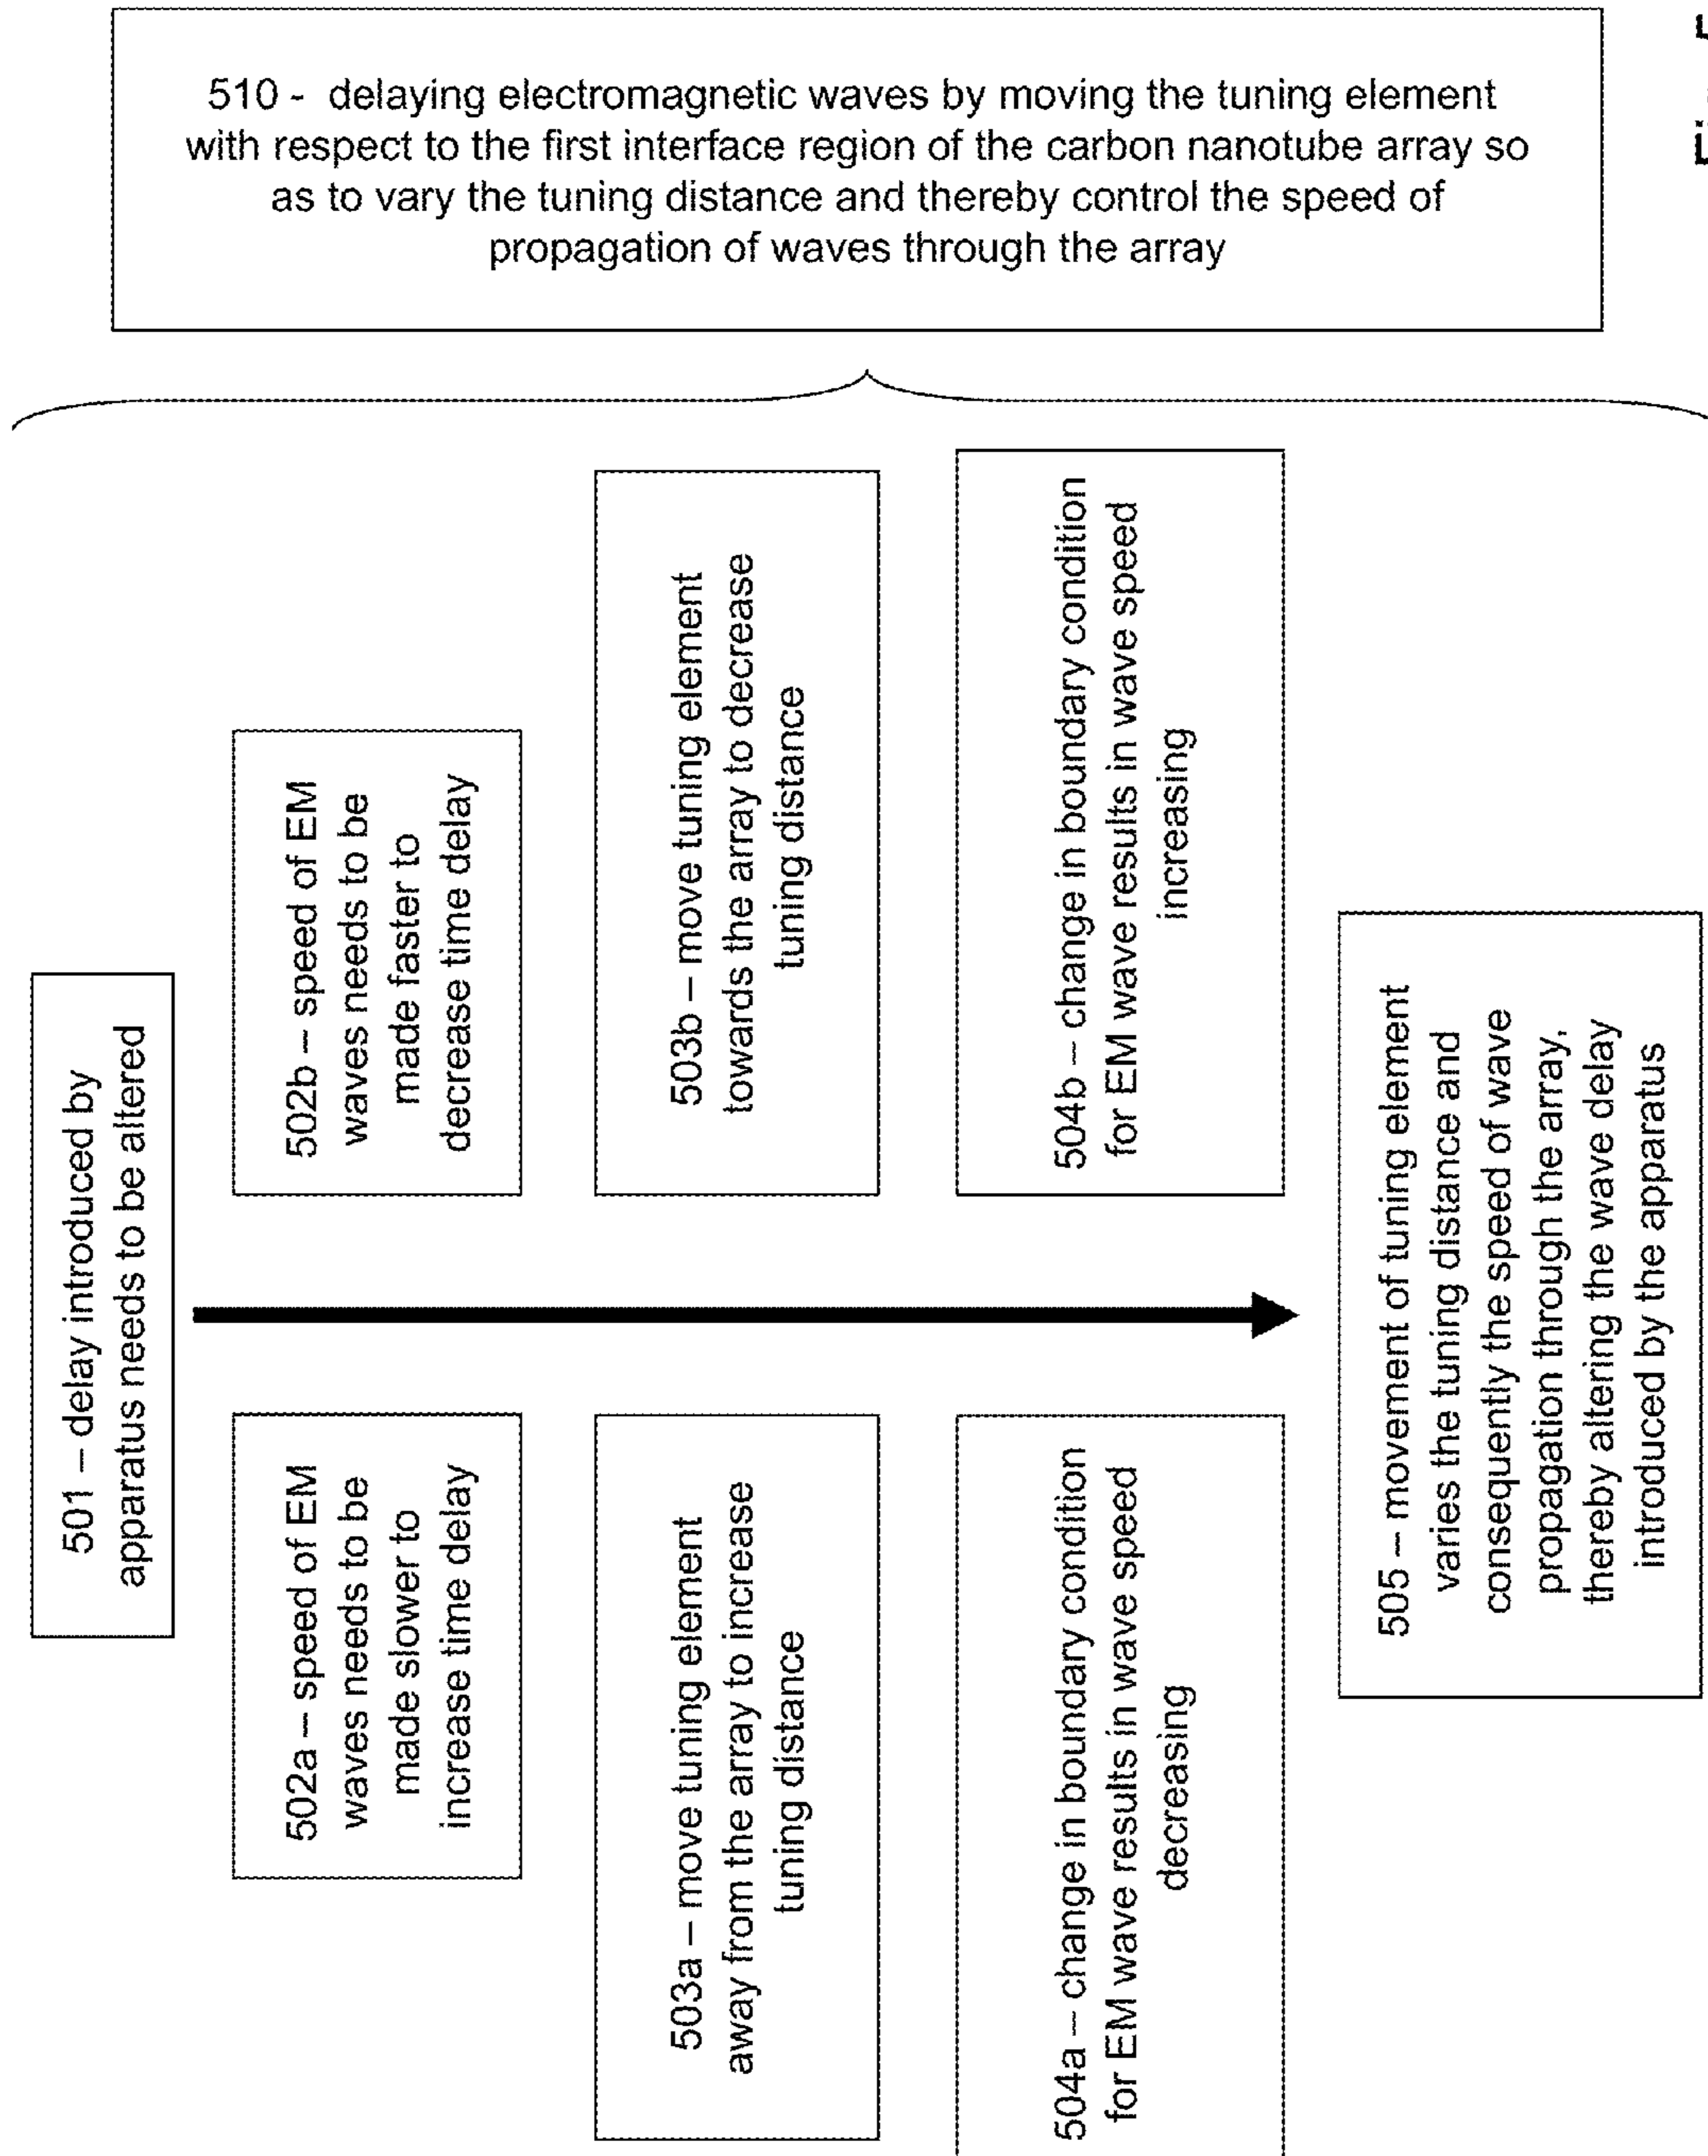 510 - delaying electromagnetic waves by moving the tuning element
with respect to the first interface region of the carbon nanotube array so
as to vary the tuning distance and thereby control the speed of
propagation of waves through the array
501 – delay introduced by
apparatus needs to be altered
502a – speed of EM
waves needs to be
made slower to
increase time delay
502b – speed of EM
waves needs to be
made faster to
decrease time delay
503a – move tuning element
away from the array to increase
tuning distance
503b – move tuning element
towards the array to decrease
tuning distance
504a – change in boundary condition
for EM wave results in wave speed
decreasing
504b – change in boundary condition
for EM wave results in wave speed
increasing
505 – movement of tuning element
varies the tuning distance and
consequently the speed of wave
propagation through the array,
thereby altering the wave delay
introduced by the apparatus